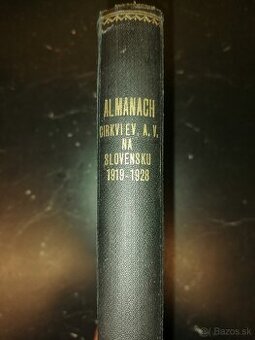 ALMANACH
CIRKVI EV. A. V.
NA
SLOVENSKU
1919-1928
Bazos.sk